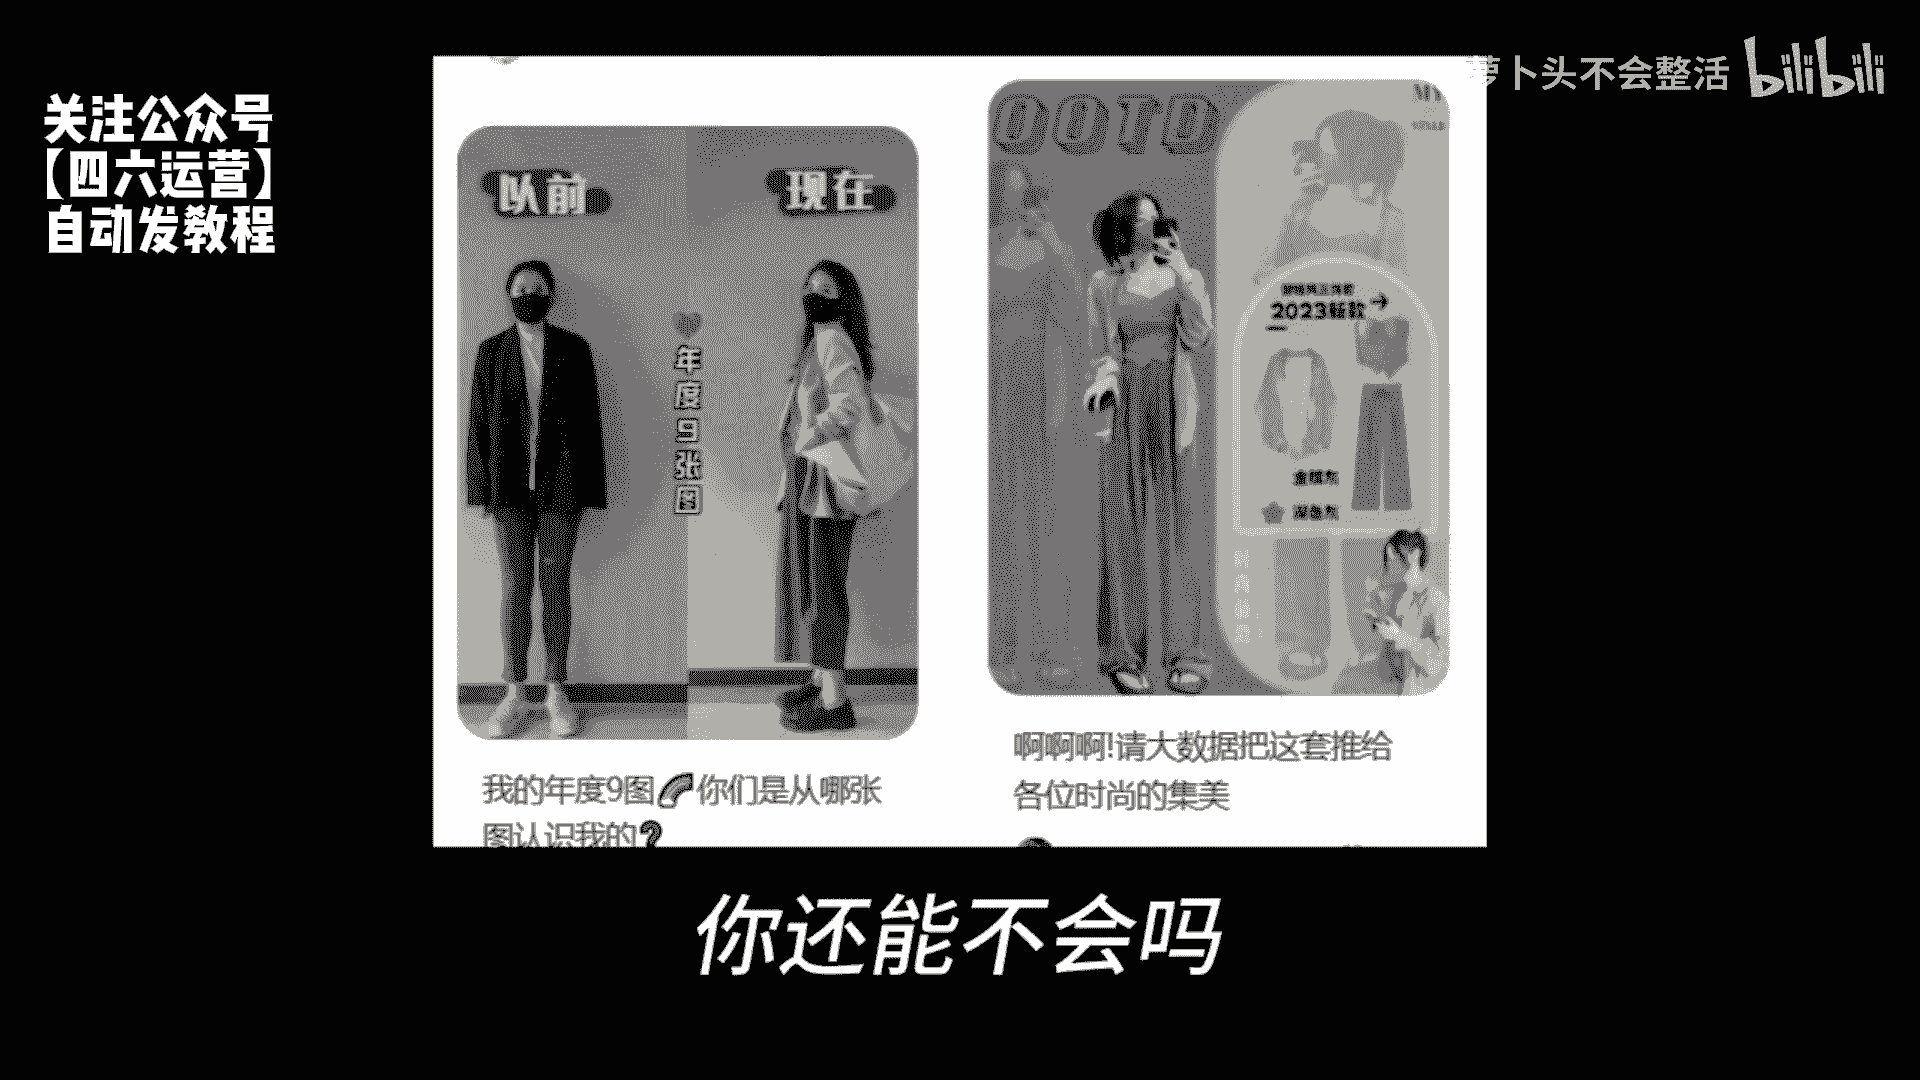 关注公众号
【四六运营】
自动发教程
萝卜头不会整活 bilibili
以前
现在
年度9张图
我的年度9图🌈你们是从哪张
图认识我的❓
OOTD
MY
2023新款→
啊啊啊!请大数据把这套推给
各位时尚的集美
你还能不会吗